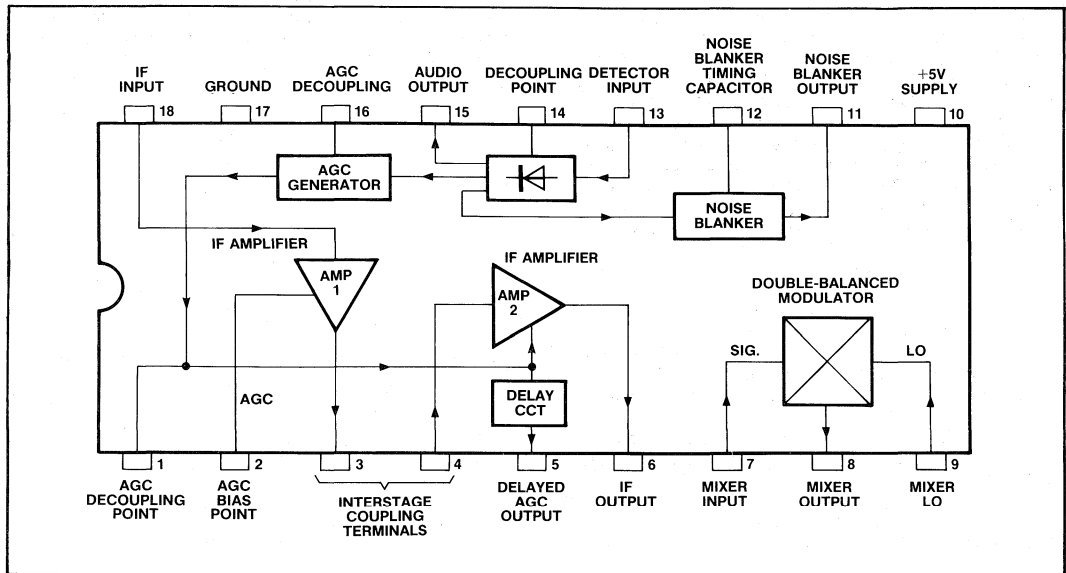 IF
INPUT
18
GROUND
17
AGC
DECOUPLING
16
AUDIO
OUTPUT
15
DECOUPLING
POINT
14
DETECTOR
INPUT
13
NOISE
BLANKER
TIMING
CAPACITOR
12
NOISE
BLANKER
OUTPUT
11
+5V
SUPPLY
10
AGC
GENERATOR
NOISE
BLANKER
IF AMPLIFIER
AMP
1
IF AMPLIFIER
AMP
2
DOUBLE-BALANCED
MODULATOR
SIG.
LO
AGC
DELAY
CCT
1
AGC
DECOUPLING
POINT
2
AGC
BIAS
POINT
3
4
INTERSTAGE
COUPLING
TERMINALS
5
DELAYED
AGC
OUTPUT
6
IF
OUTPUT
7
MIXER
INPUT
8
MIXER
OUTPUT
9
MIXER
LO